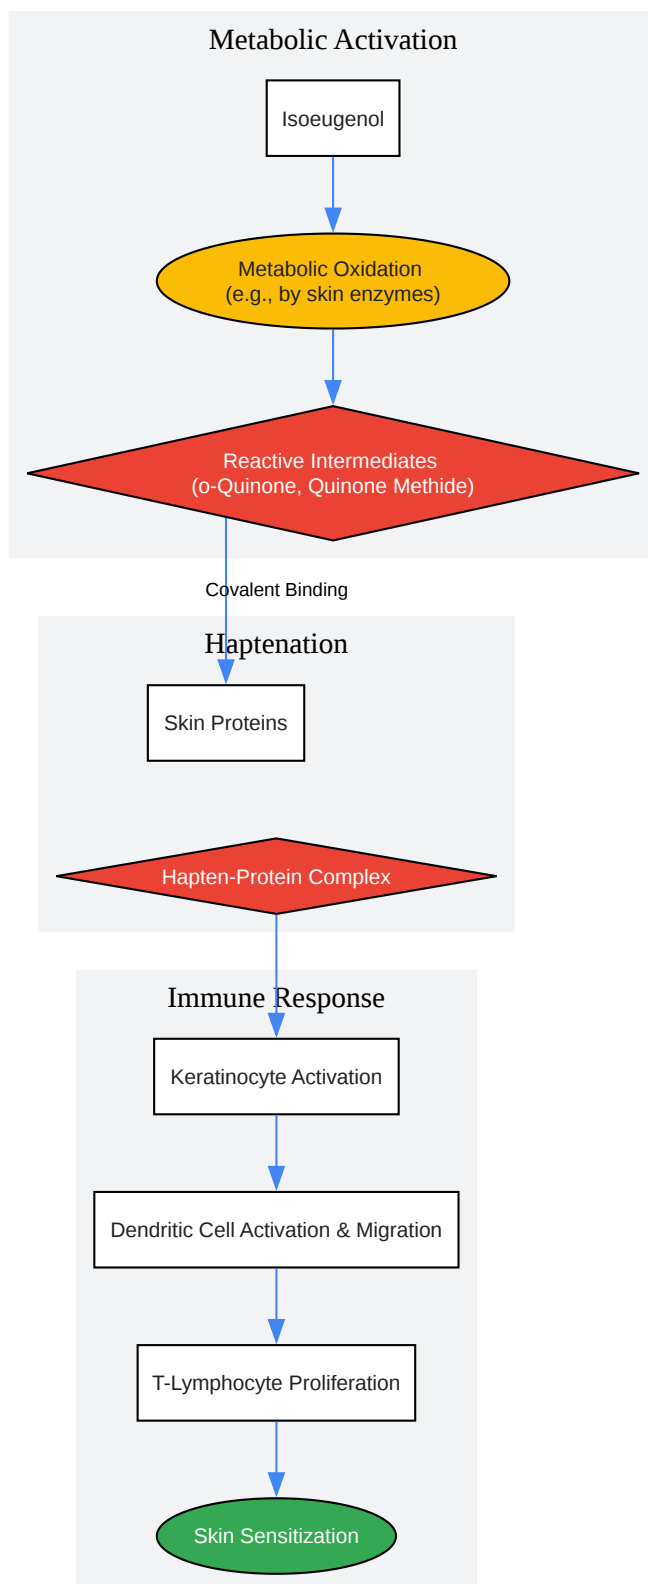 Metabolic Activation
Isoeugenol
Metabolic Oxidation
(e.g., by skin enzymes)
Reactive Intermediates
(o-Quinone, Quinone Methide)
Covalent Binding
Haptenation
Skin Proteins
Hapten-Protein Complex
Immune Response
Keratinocyte Activation
Dendritic Cell Activation & Migration
T-Lymphocyte Proliferation
Skin Sensitization